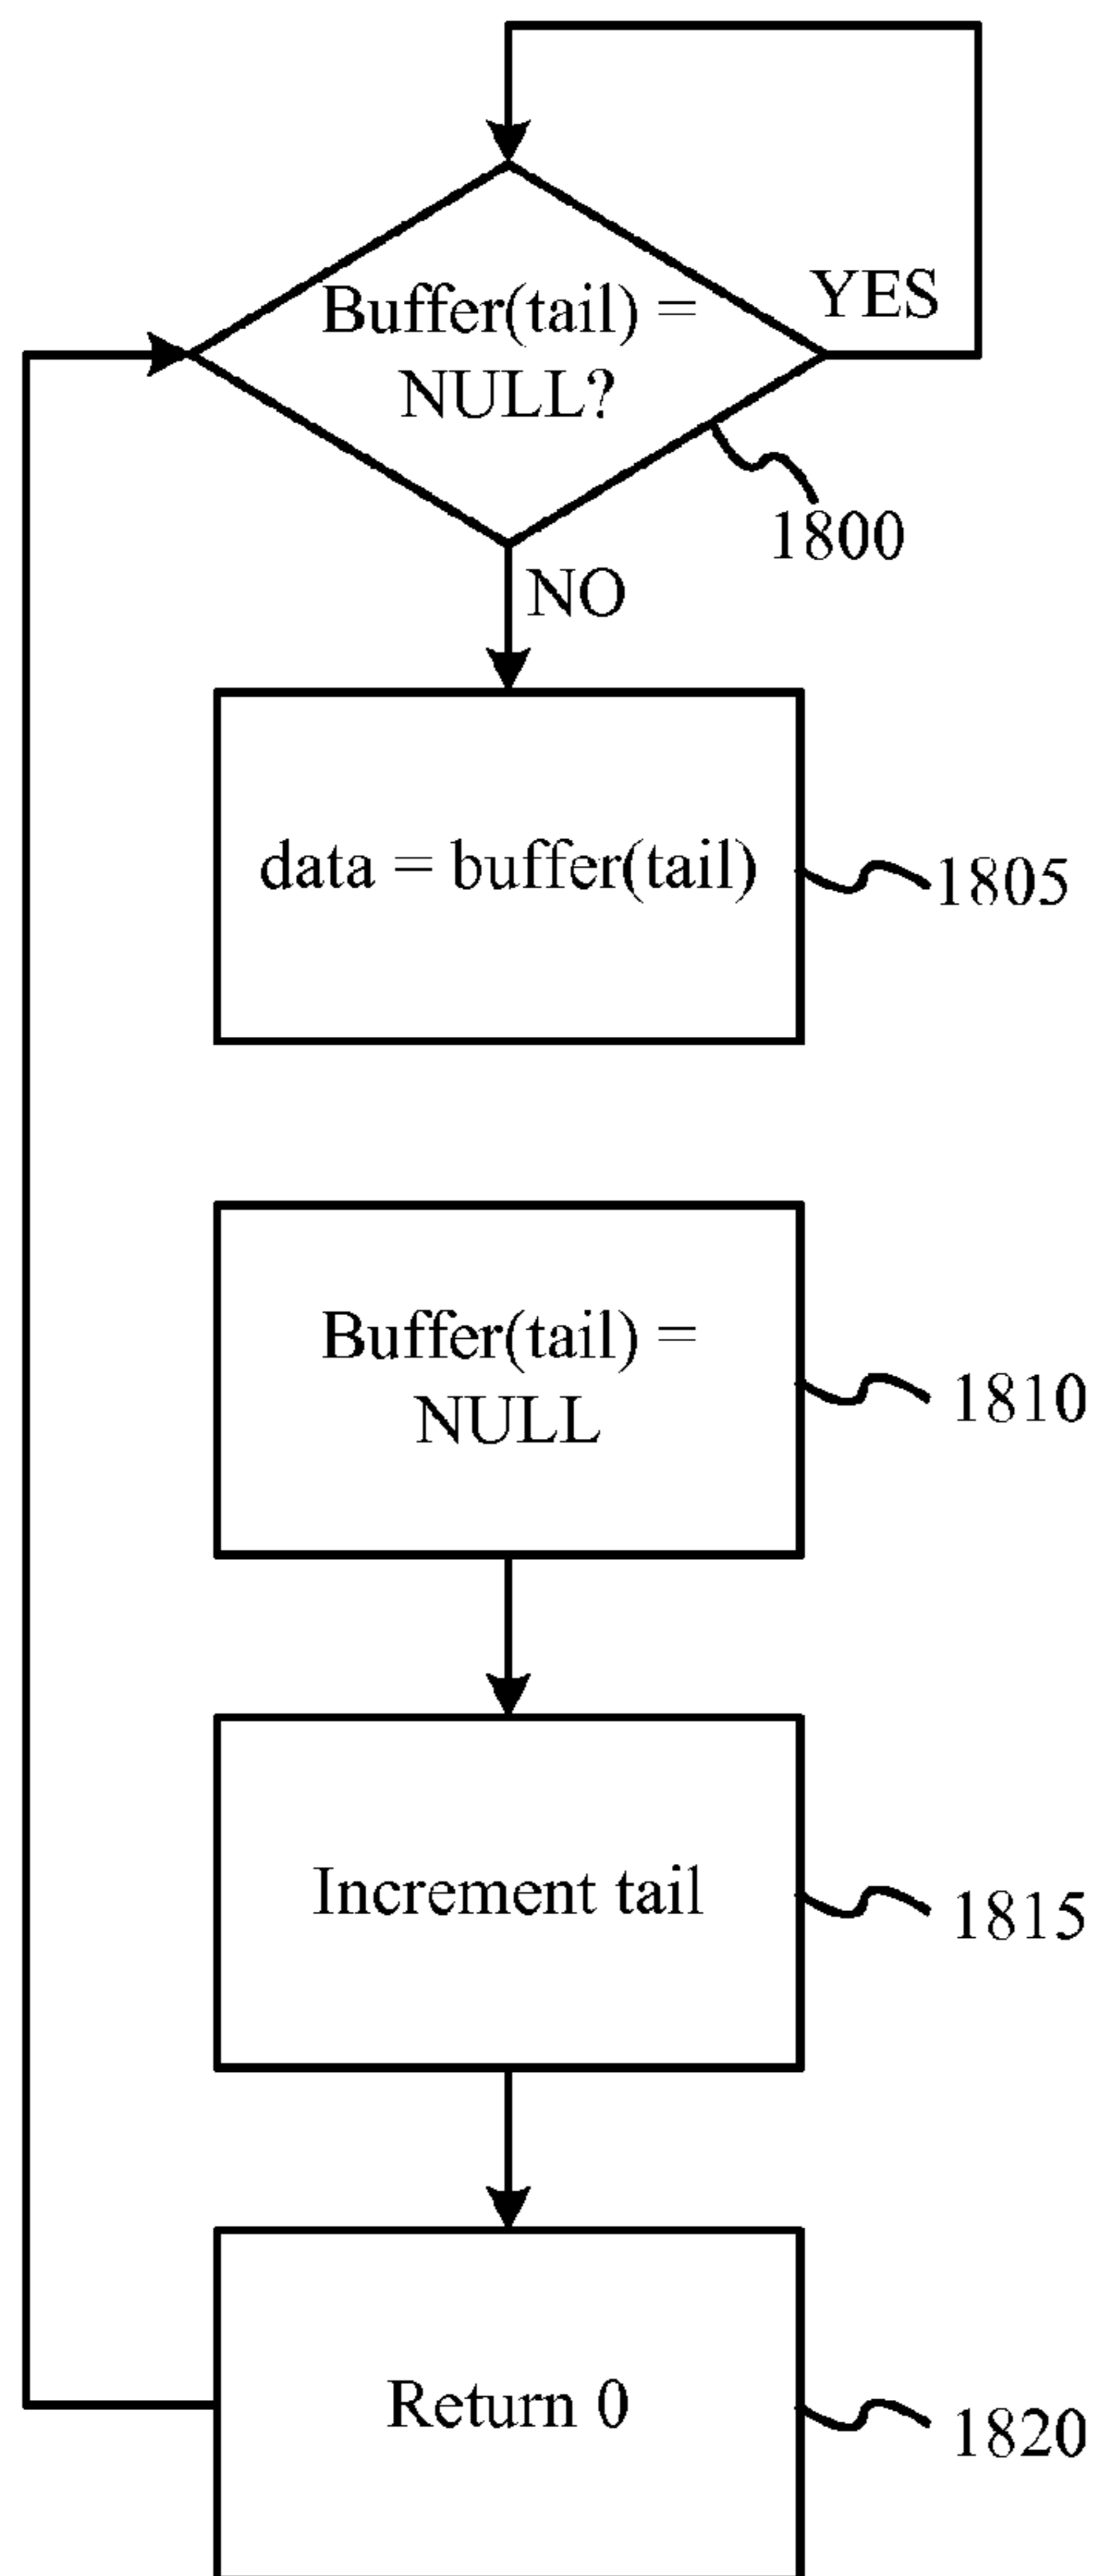 Buffer(tail) =
NULL?
YES
1800
NO
data = buffer(tail)
1805
Buffer(tail) =
NULL
1810
Increment tail
1815
Return 0
1820